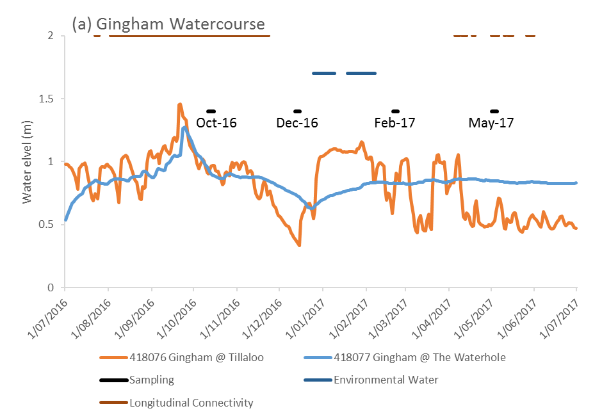 (a) Gingham Watercourse
2
1.5
1
0.5
0
Water elvel (m)
Oct-16 Dec-16 Feb-17 May-17
1/07/2016 1/08/2016 1/09/2016 1/10/2016 1/11/2016 1/12/2016 1/01/2017 1/02/2017 1/03/2017 1/04/2017 1/05/2017 1/06/2017 1/07/2017
418076 Gingham @ Tillaloo 418077 Gingham @ The Waterhole
Sampling Environmental Water
Longitudinal Connectivity